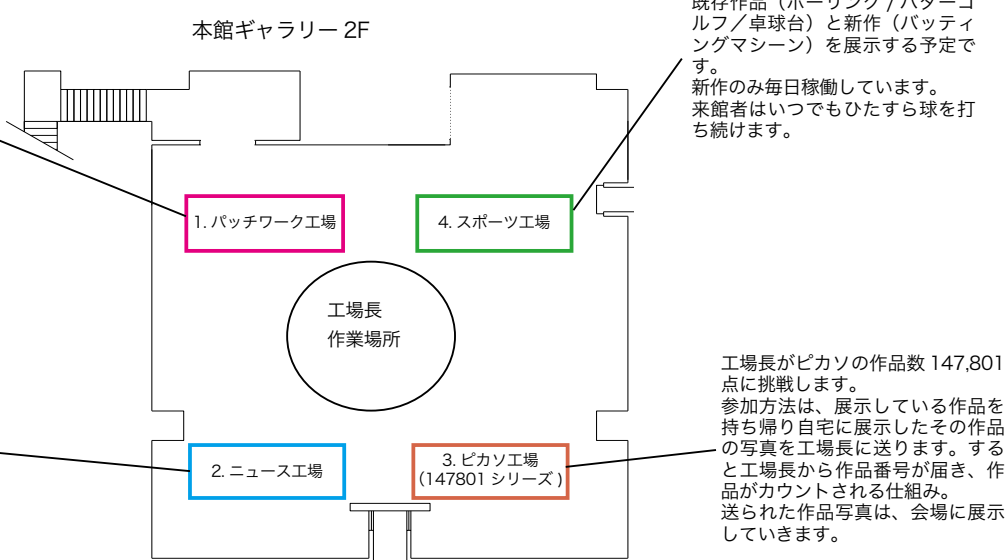 本館ギャラリー 2F
既存作品(ボーリング / パターゴ
ルフ／卓球台）と新作（バッティ
ングマシーン）を展示する予定で
す。
新作のみ毎日稼働しています。
来館者はいつでもひたすら球を打
ち続けます。
1. パッチワーク工場
4. スポーツ工場
工場長
作業場所
2. ニュース工場
3. ピカソ工場
(147801 シリーズ )
工場長がピカソの作品数 147,801
点に挑戦します。
参加方法は、展示している作品を
持ち帰り自宅に展示したその作品
の写真を工場長に送ります。する
と工場長から作品番号が届き、作
品がカウントされる仕組み。
送られた作品写真は、会場に展示
していきます。